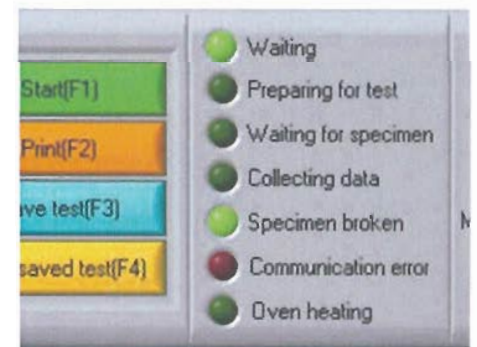 Start(F1)
Print(F2)
ve test(F3)
saved test(F4)
Waiting
Preparing for test
Waiting for specimen
Collecting data
Specimen broken
Communication error
Oven heating